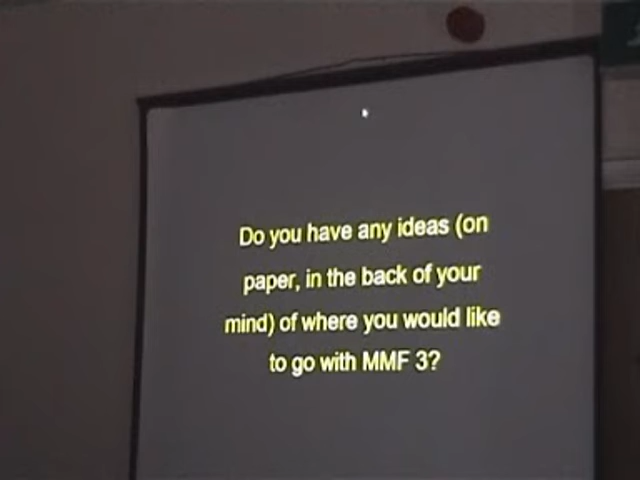 Do you have any ideas (on
paper, in the back of your
mind) of where you would like
to go with MMF 3?